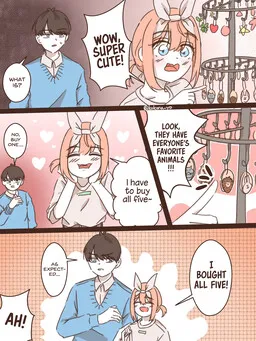 WOW,
SUPER
CUTE!
WHAT
IS?
LOOK,
THEY HAVE
EVERYONE'S
FAVORITE
ANIMALS
!!!
I have
to buy
all five~
NO,
BUY
ONE...
I
BOUGHT
ALL FIVE!
AS
EXPECT-
ED...
AH!